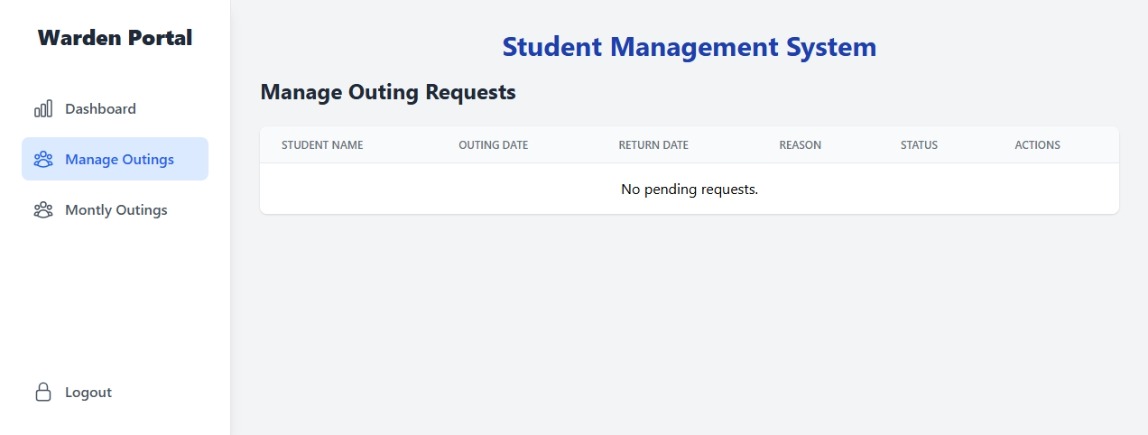 Warden Portal
Dashboard
Manage Outings
Montly Outings
Logout
Student Management System
Manage Outing Requests
STUDENT NAME OUTING DATE RETURN DATE REASON STATUS ACTIONS
No pending requests.